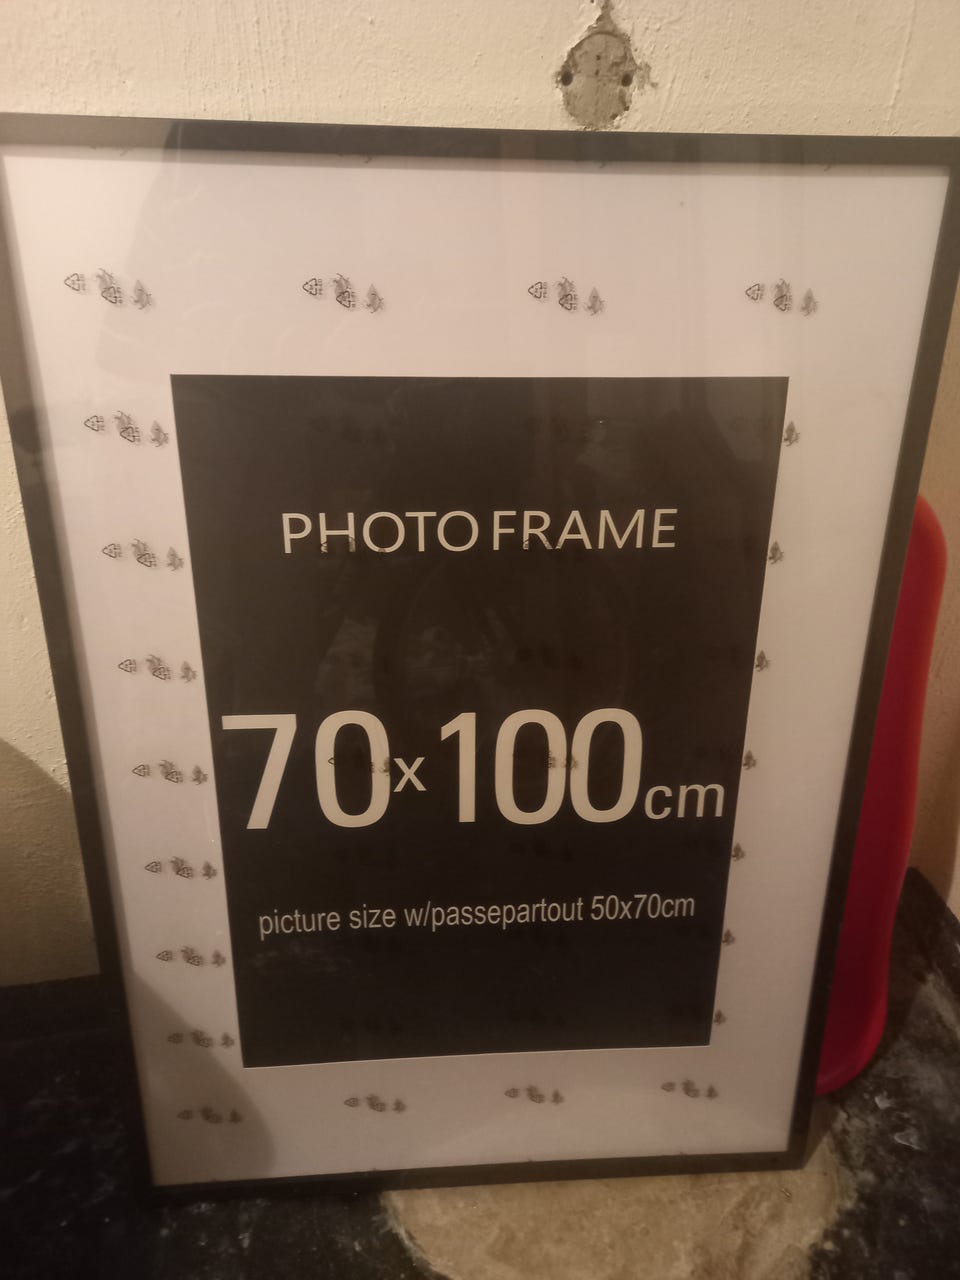 PHOTO FRAME
70x100cm
picture size w/passepartout 50x70cm